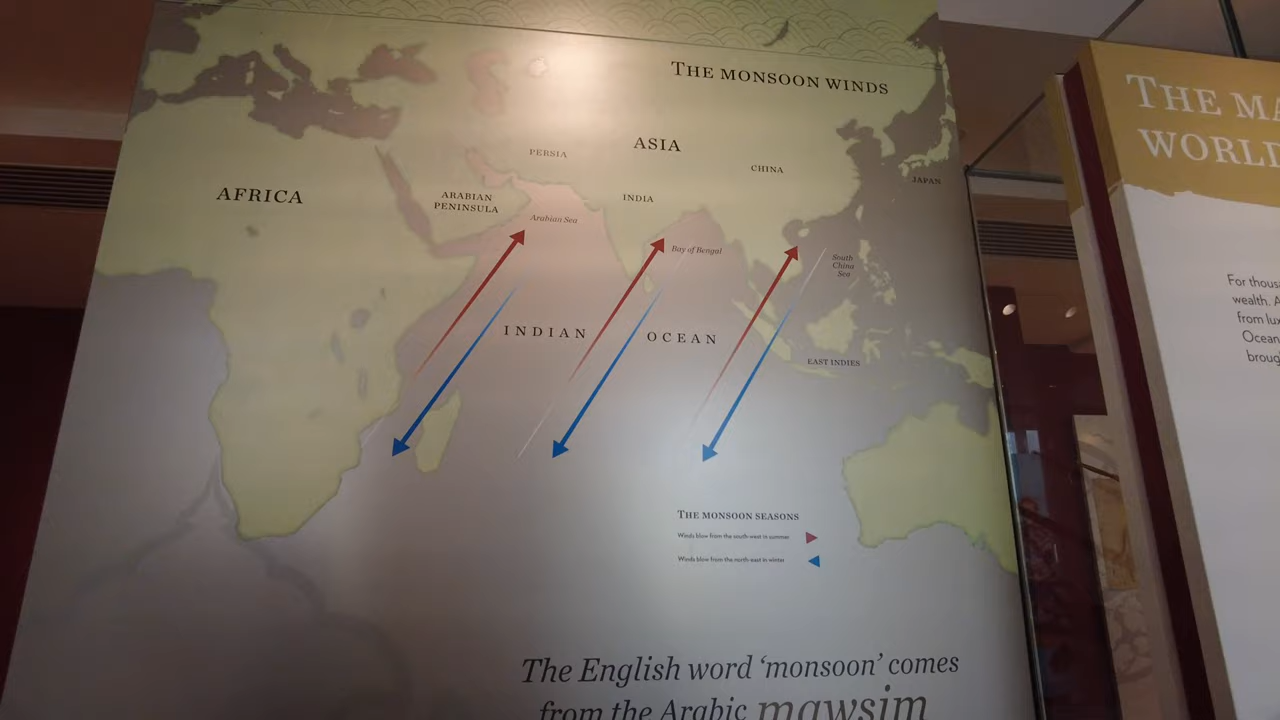 THE MONSOON WINDS
ASIA
PERSIA
CHINA
JAPAN
AFRICA
ARABIAN
PENINSULA
INDIA
Arabian Sea
Bay of Bengal
South
China
Sea
INDIAN OCEAN
EAST INDIES
THE MONSOON SEASONS
Winds blow from the south-west in summer
Winds blow from the north-east in winter
The English word ‘monsoon’ comes
from the Arabic mawsim
THE MA
WORLD
For thous
wealth. A
from lux
Ocean
broug